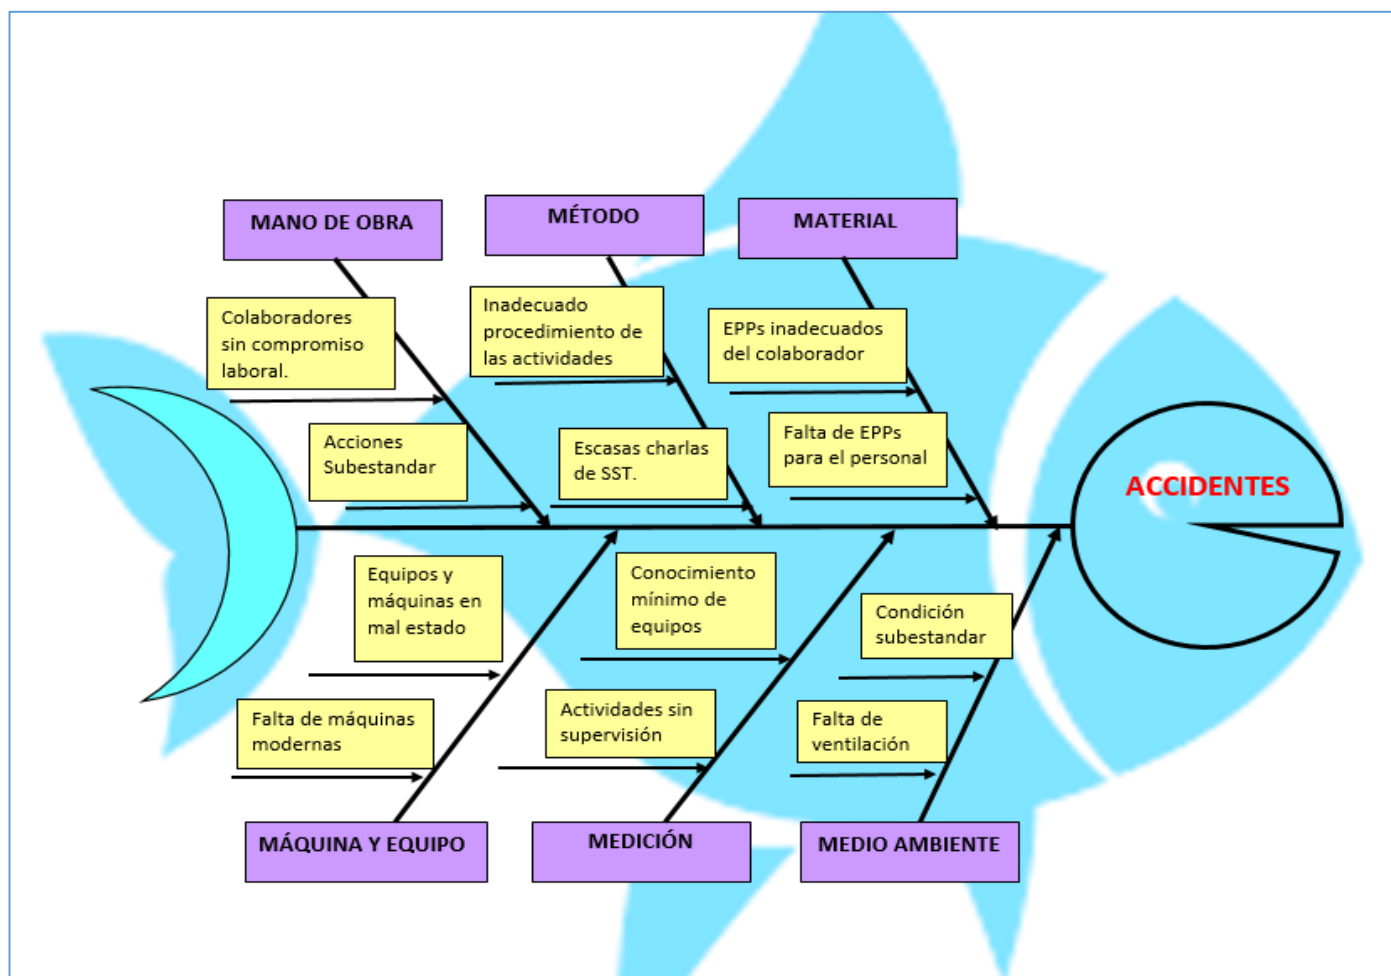 MANO DE OBRA
MÉTODO
MATERIAL
Colaboradores
sin compromiso
laboral.
Inadecuado
procedimiento de
las actividades
EPPs inadecuados
del colaborador
Acciones
Subestandar
Escasas charlas
de SST.
Falta de EPPs
para el personal
ACCIDENTES
Equipos y
máquinas en
mal estado
Conocimiento
mínimo de
equipos
Condición
subestandar
Falta de máquinas
modernas
Actividades sin
supervisión
Falta de
ventilación
MÁQUINA Y EQUIPO
MEDICIÓN
MEDIO AMBIENTE